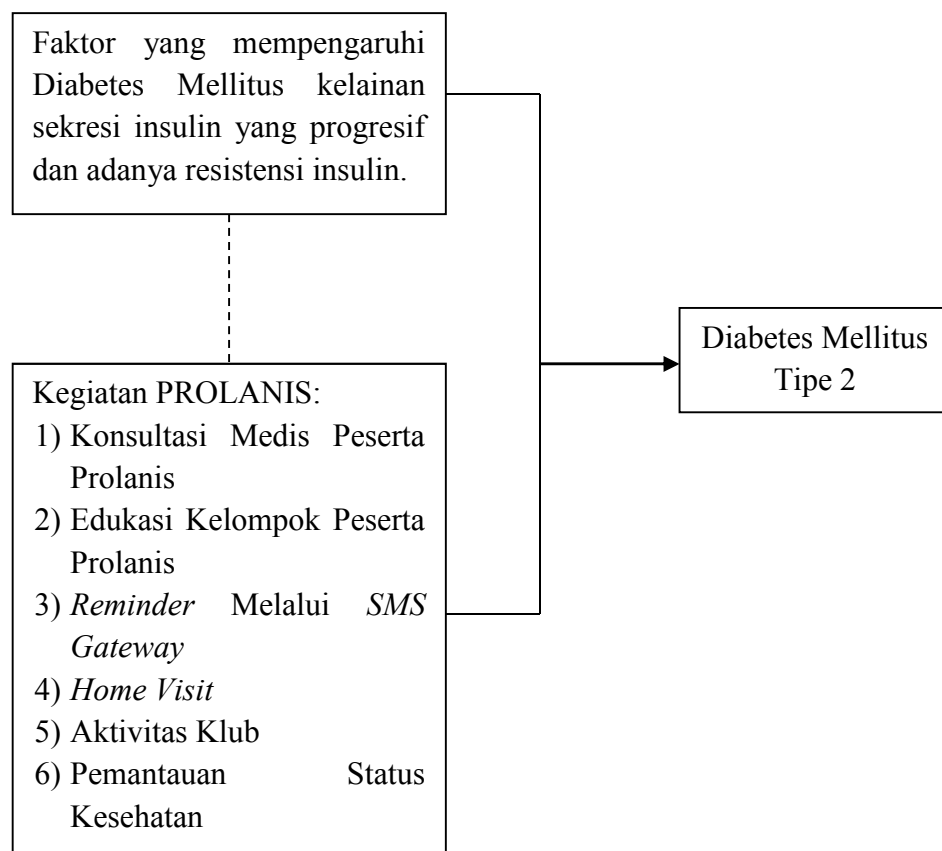 Faktor yang mempengaruhi
Diabetes Mellitus kelainan
sekresi insulin yang progresif
dan adanya resistensi insulin.
Diabetes Mellitus
Tipe 2
Kegiatan PROLANIS:
1) Konsultasi Medis Peserta
Prolanis
2) Edukasi Kelompok Peserta
Prolanis
3) Reminder Melalui SMS
Gateway
4) Home Visit
5) Aktivitas Klub
6) Pemantauan Status
Kesehatan